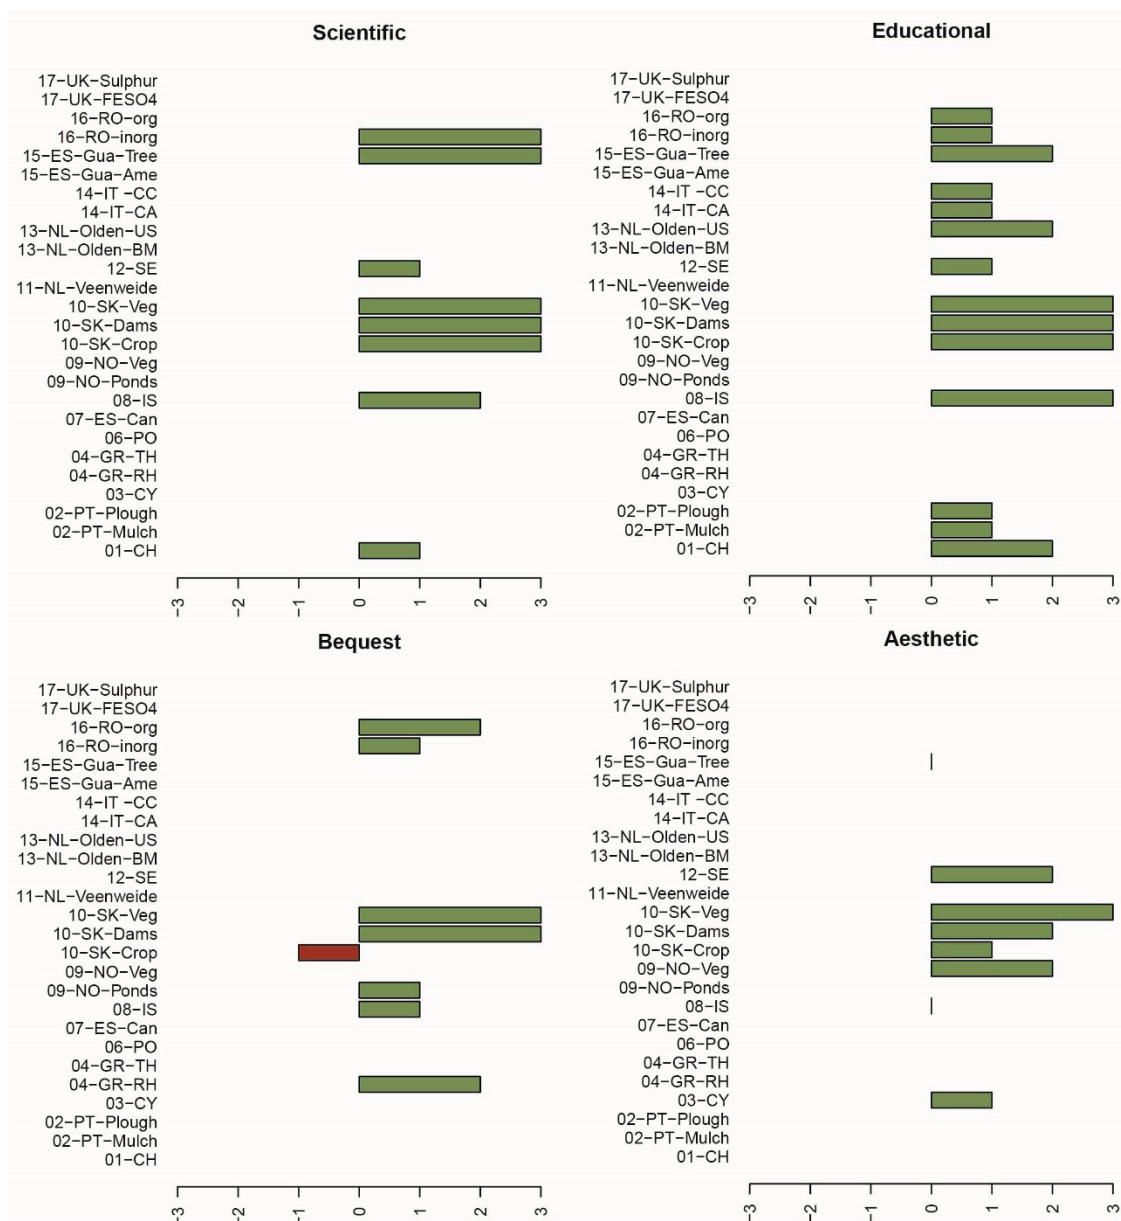 Scientific
17−UK−Sulphur
17−UK−FESO4
16−RO−org
16−RO−inorg
15−ES−Gua−Tree
15−ES−Gua−Ame
14−IT −CC
14−IT−CA
13−NL−Olden−US
13−NL−Olden−BM
12−SE
11−NL−Veenweide
10−SK−Veg
10−SK−Dams
10−SK−Crop
09−NO−Veg
09−NO−Ponds
08−IS
07−ES−Can
06−PO
04−GR−TH
04−GR−RH
03−CY
02−PT−Plough
02−PT−Mulch
01−CH
−3 −2 −1 0 1 2 3
Educational
17−UK−Sulphur
17−UK−FESO4
16−RO−org
16−RO−inorg
15−ES−Gua−Tree
15−ES−Gua−Ame
14−IT −CC
14−IT−CA
13−NL−Olden−US
13−NL−Olden−BM
12−SE
11−NL−Veenweide
10−SK−Veg
10−SK−Dams
10−SK−Crop
09−NO−Veg
09−NO−Ponds
08−IS
07−ES−Can
06−PO
04−GR−TH
04−GR−RH
03−CY
02−PT−Plough
02−PT−Mulch
01−CH
−3 −2 −1 0 1 2 3
Bequest
17−UK−Sulphur
17−UK−FESO4
16−RO−org
16−RO−inorg
15−ES−Gua−Tree
15−ES−Gua−Ame
14−IT −CC
14−IT−CA
13−NL−Olden−US
13−NL−Olden−BM
12−SE
11−NL−Veenweide
10−SK−Veg
10−SK−Dams
10−SK−Crop
09−NO−Veg
09−NO−Ponds
08−IS
07−ES−Can
06−PO
04−GR−TH
04−GR−RH
03−CY
02−PT−Plough
02−PT−Mulch
01−CH
−3 −2 −1 0 1 2 3
Aesthetic
17−UK−Sulphur
17−UK−FESO4
16−RO−org
16−RO−inorg
15−ES−Gua−Tree
15−ES−Gua−Ame
14−IT −CC
14−IT−CA
13−NL−Olden−US
13−NL−Olden−BM
12−SE
11−NL−Veenweide
10−SK−Veg
10−SK−Dams
10−SK−Crop
09−NO−Veg
09−NO−Ponds
08−IS
07−ES−Can
06−PO
04−GR−TH
04−GR−RH
03−CY
02−PT−Plough
02−PT−Mulch
01−CH
−3 −2 −1 0 1 2 3